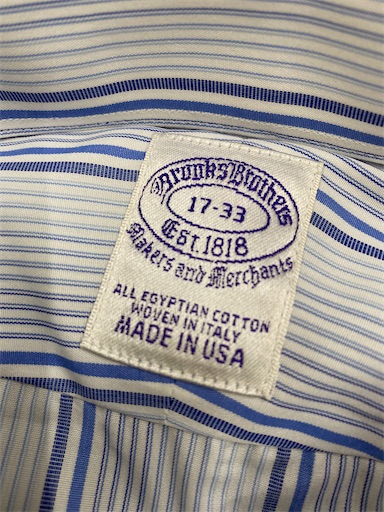 Brooks Brothers
17-33
Est. 1818
Makers and Merchants
ALL EGYPTIAN COTTON
WOVEN IN ITALY
MADE IN USA